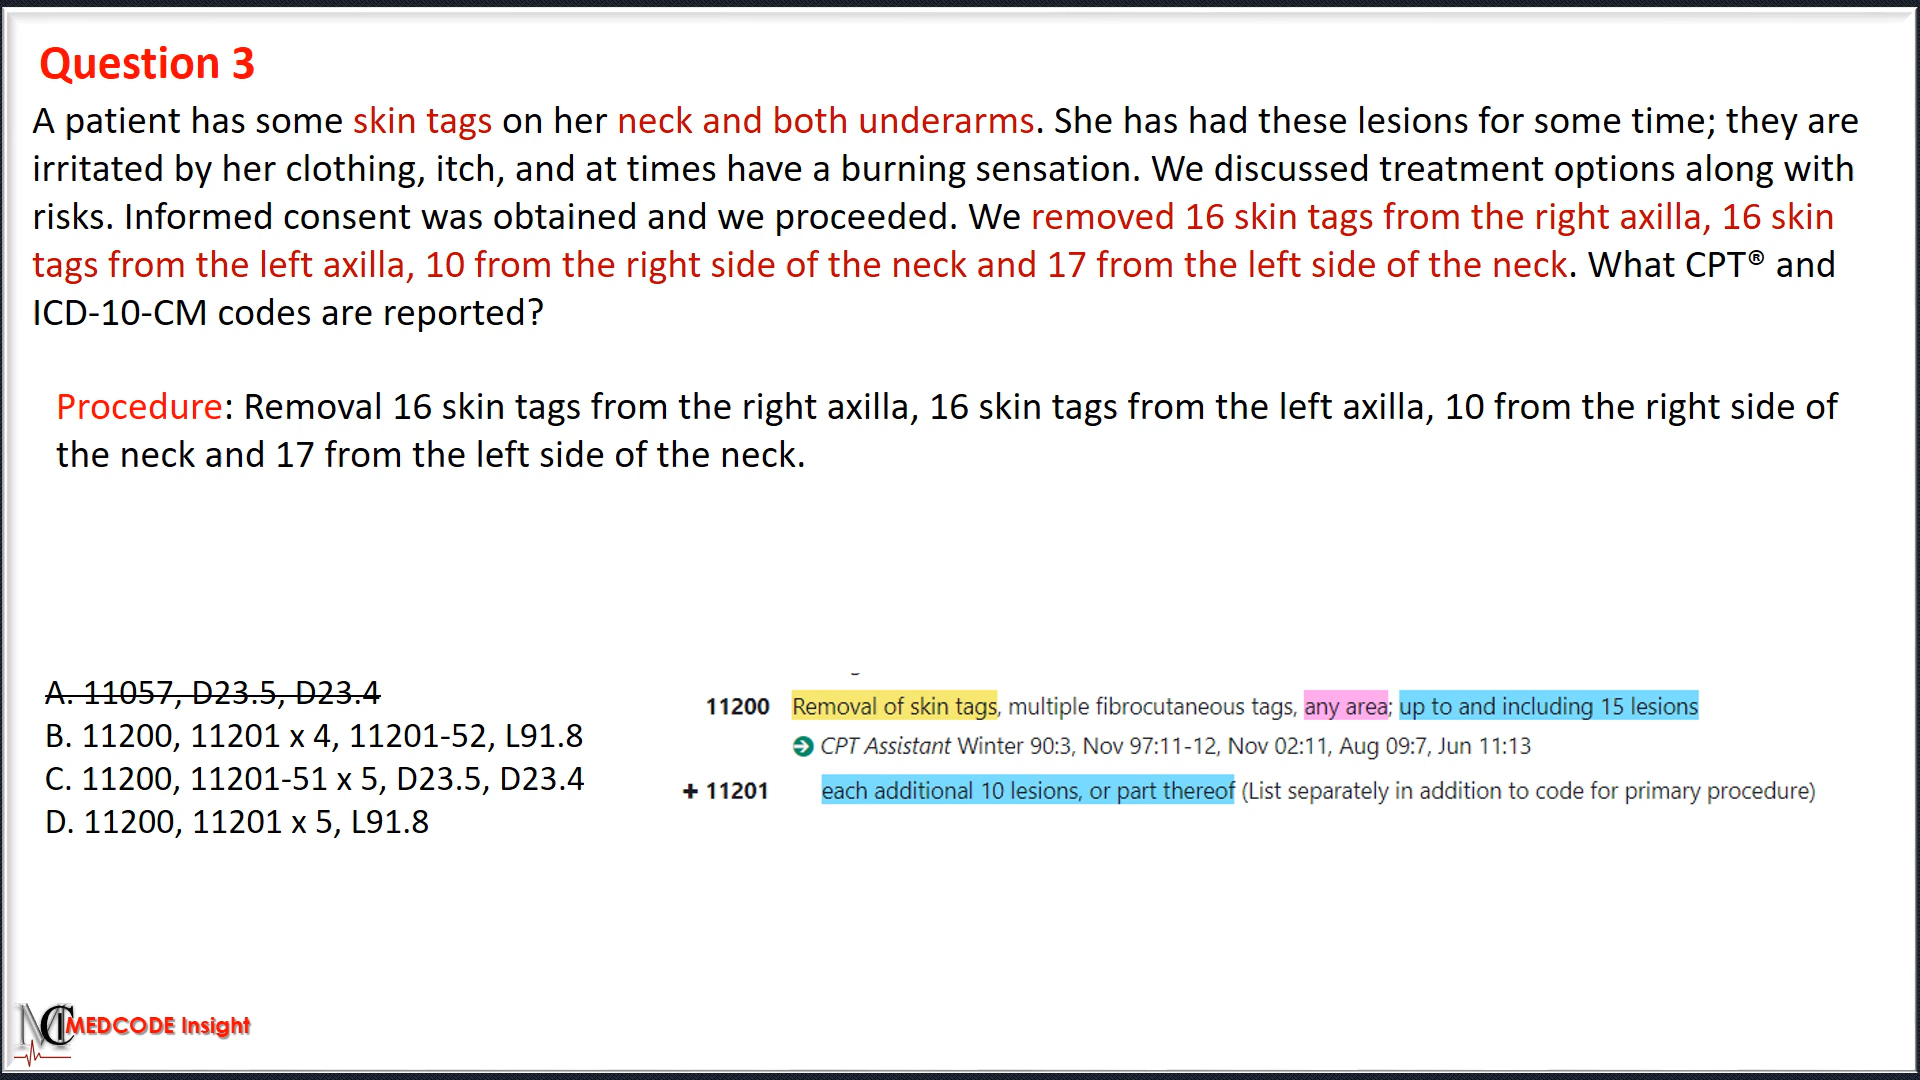 Question 3
A patient has some skin tags on her neck and both underarms. She has had these lesions for some time; they are
irritated by her clothing, itch, and at times have a burning sensation. We discussed treatment options along with
risks. Informed consent was obtained and we proceeded. We removed 16 skin tags from the right axilla, 16 skin
tags from the left axilla, 10 from the right side of the neck and 17 from the left side of the neck. What CPT® and
ICD-10-CM codes are reported?
Procedure: Removal 16 skin tags from the right axilla, 16 skin tags from the left axilla, 10 from the right side of
the neck and 17 from the left side of the neck.
A. 11057, D23.5, D23.4
B. 11200, 11201 x 4, 11201-52, L91.8
C. 11200, 11201-51 x 5, D23.5, D23.4
D. 11200, 11201 x 5, L91.8
11200 Removal of skin tags, multiple fibrocutaneous tags, any area; up to and including 15 lesions
CPT Assistant Winter 90:3, Nov 97:11-12, Nov 02:11, Aug 09:7, Jun 11:13
+ 11201 each additional 10 lesions, or part thereof (List separately in addition to code for primary procedure)
MC MEDCODE Insight